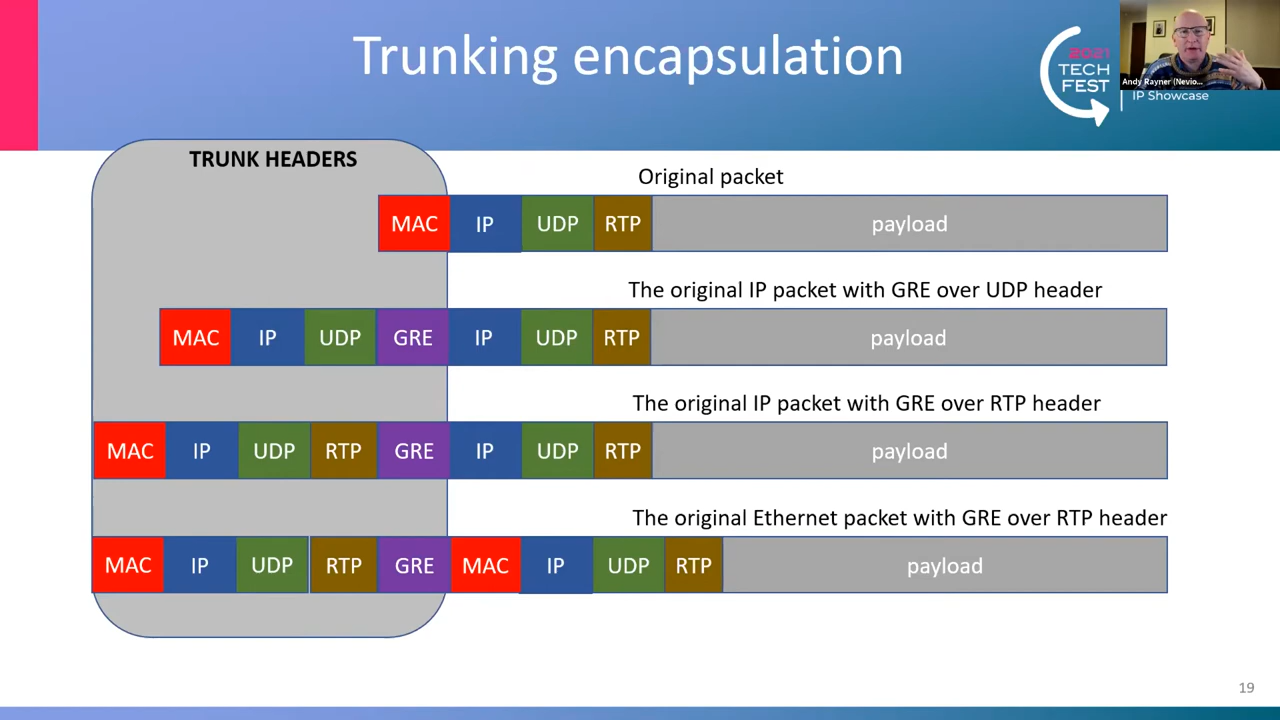 Trunking encapsulation
2021
TECH
FEST
IP Showcase
Andy Rayner (Nevio...
TRUNK HEADERS
Original packet
MAC IP UDP RTP payload
The original IP packet with GRE over UDP header
MAC IP UDP GRE IP UDP RTP payload
The original IP packet with GRE over RTP header
MAC IP UDP RTP GRE IP UDP RTP payload
The original Ethernet packet with GRE over RTP header
MAC IP UDP RTP GRE MAC IP UDP RTP payload
19